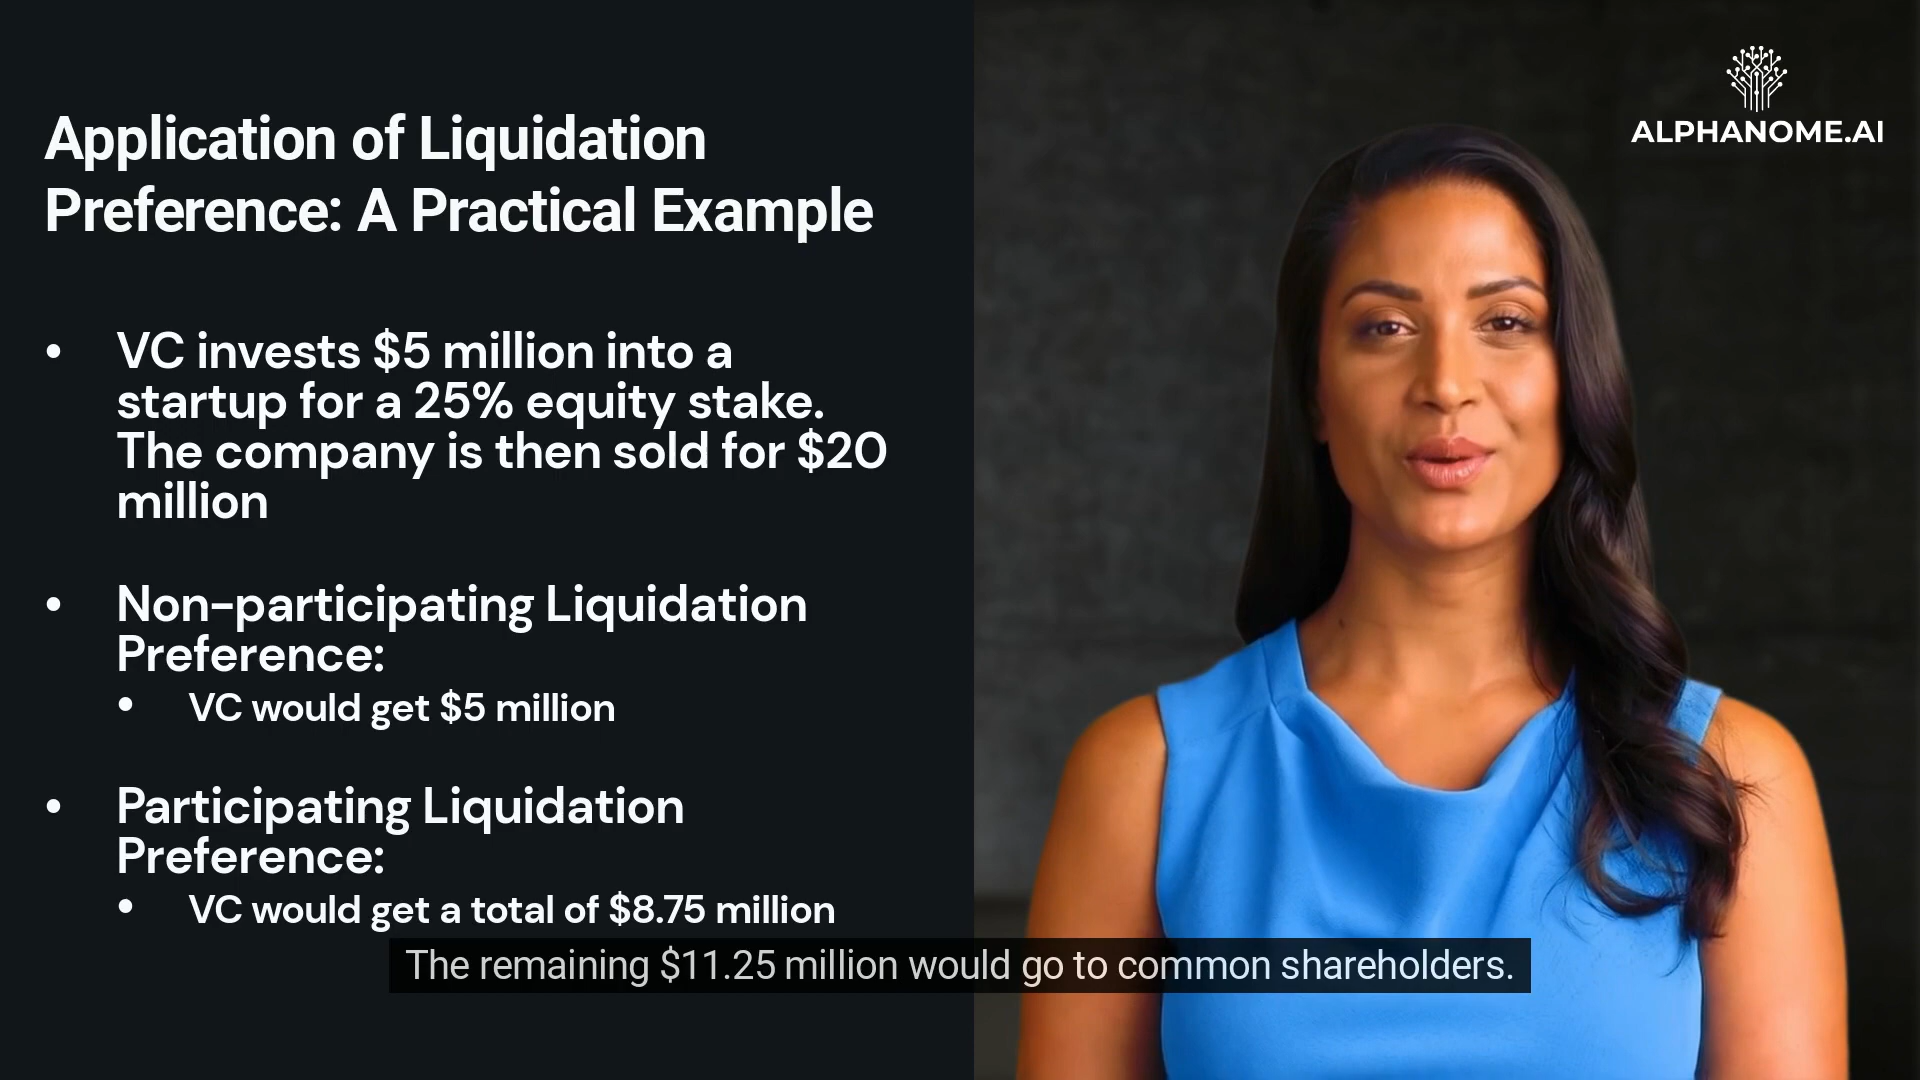 ALPHANOME.AI
Application of Liquidation
Preference: A Practical Example
• VC invests $5 million into a
startup for a 25% equity stake.
The company is then sold for $20
million
• Non-participating Liquidation
Preference:
• VC would get $5 million
• Participating Liquidation
Preference:
• VC would get a total of $8.75 million
The remaining $11.25 million would go to common shareholders.